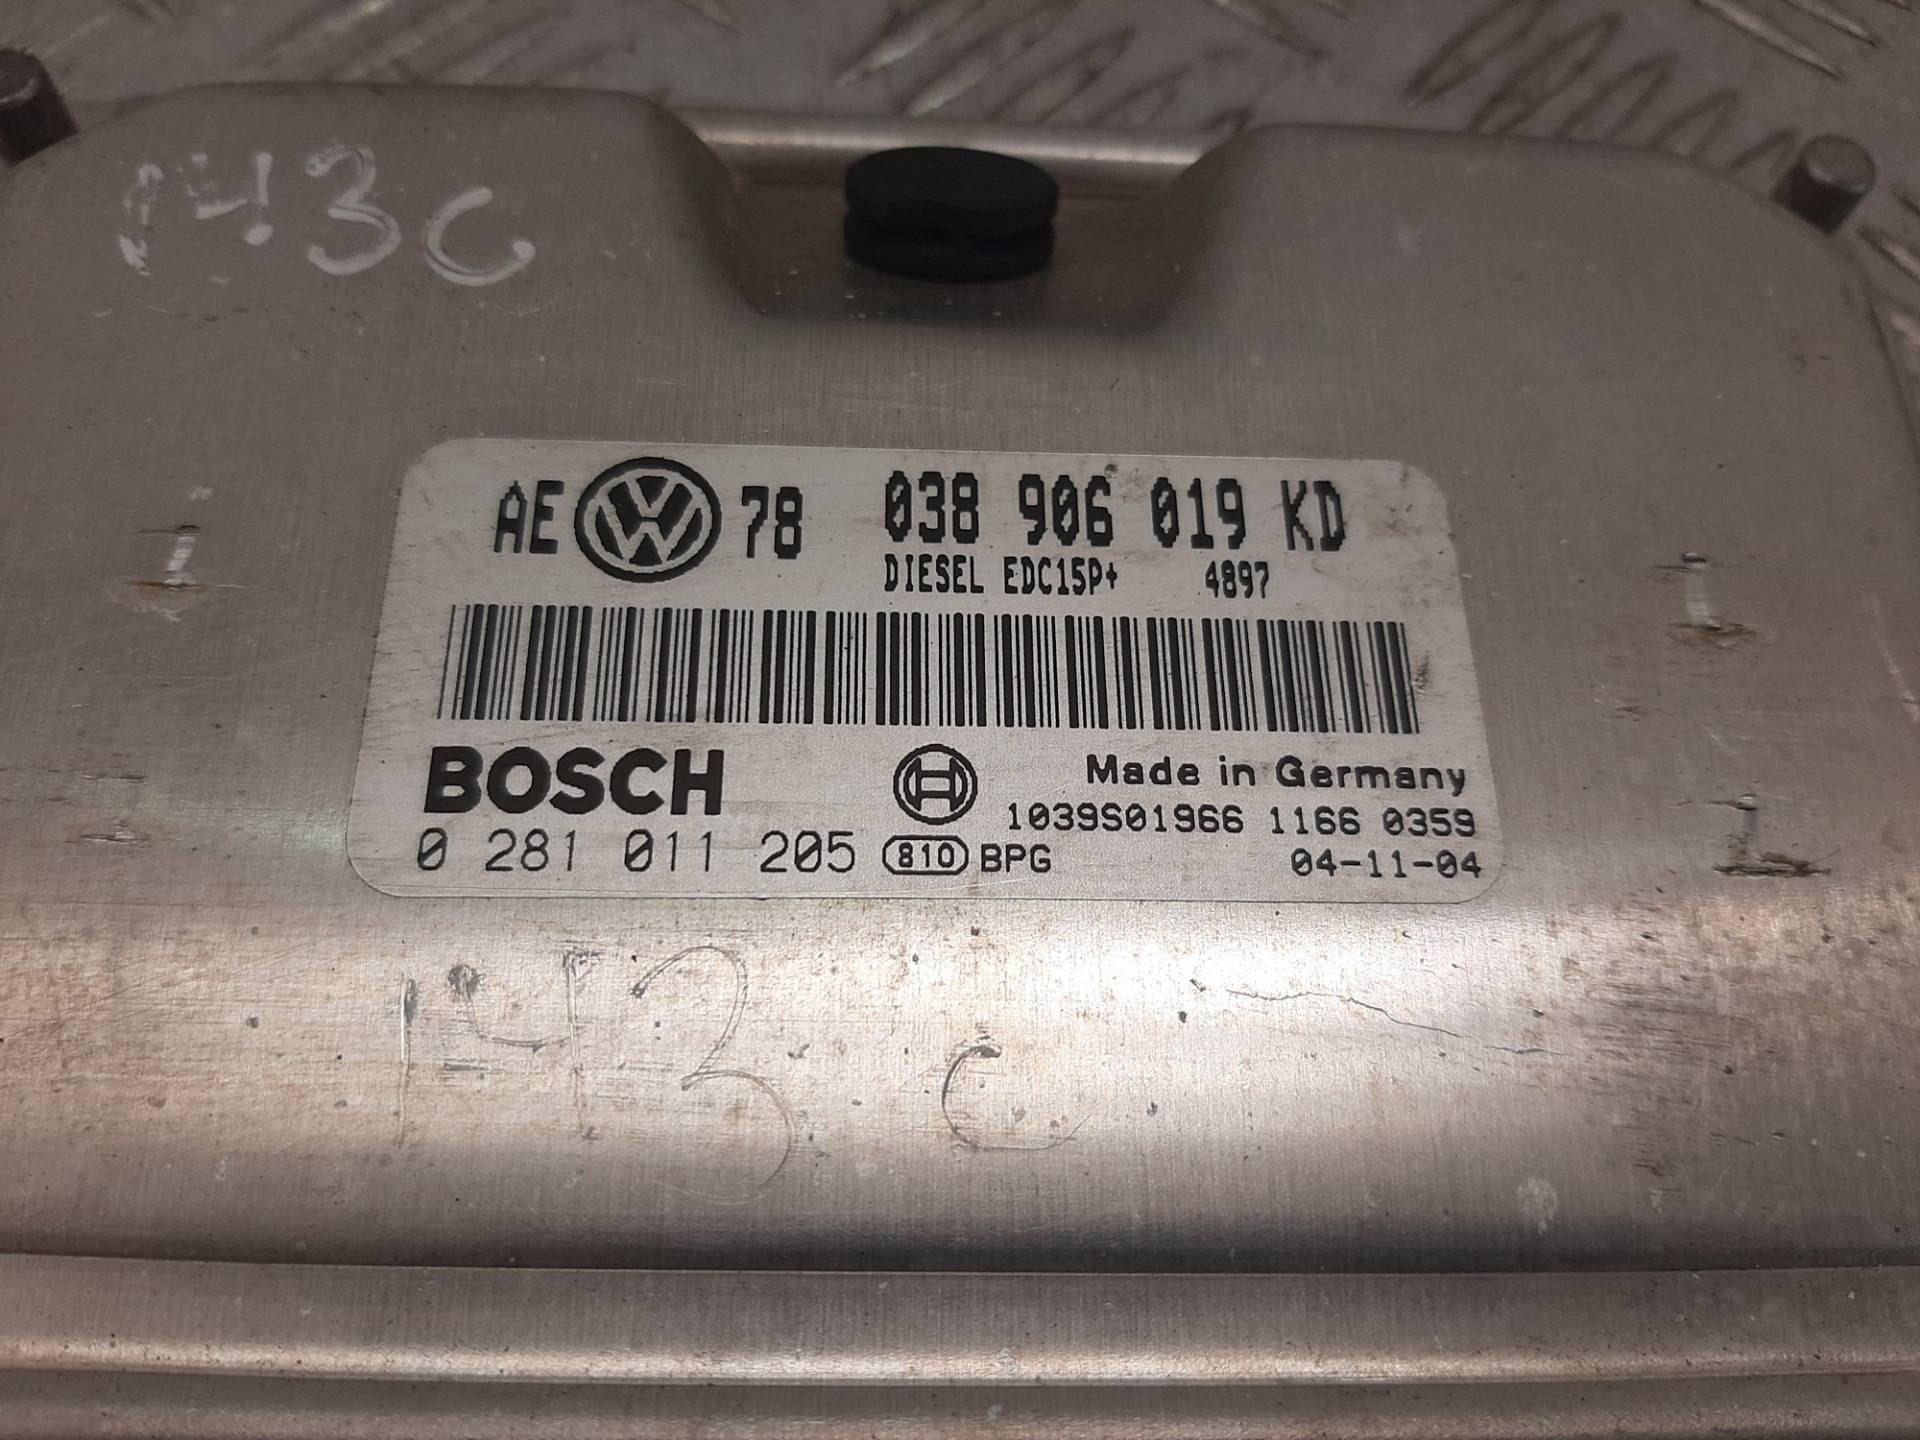 143C
AE VW 78 038 906 019 KD
DIESEL EDC15P+ 4897
BOSCH
Made in Germany
1039S01966 1166 0359
0 281 011 205 810 BPG 04-11-04
143C